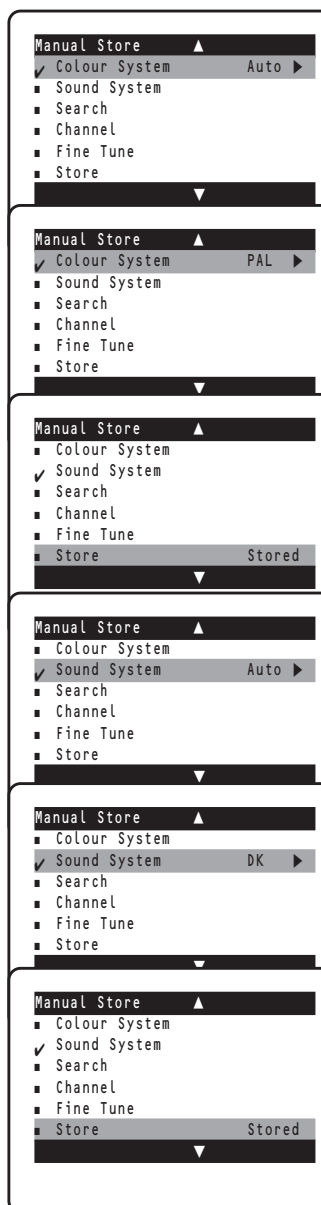 Manual Store ▲
✓ Colour System Auto ▶
▪ Sound System
▪ Search
▪ Channel
▪ Fine Tune
▪ Store
▼
Manual Store ▲
✓ Colour System PAL ▶
▪ Sound System
▪ Search
▪ Channel
▪ Fine Tune
▪ Store
▼
Manual Store ▲
▪ Colour System
✓ Sound System
▪ Search
▪ Channel
▪ Fine Tune
▪ Store Stored
▼
Manual Store ▲
▪ Colour System
✓ Sound System Auto ▶
▪ Search
▪ Channel
▪ Fine Tune
▪ Store
▼
Manual Store ▲
▪ Colour System
✓ Sound System DK ▶
▪ Search
▪ Channel
▪ Fine Tune
▪ Store
▼
Manual Store ▲
▪ Colour System
✓ Sound System
▪ Search
▪ Channel
▪ Fine Tune
▪ Store Stored
▼